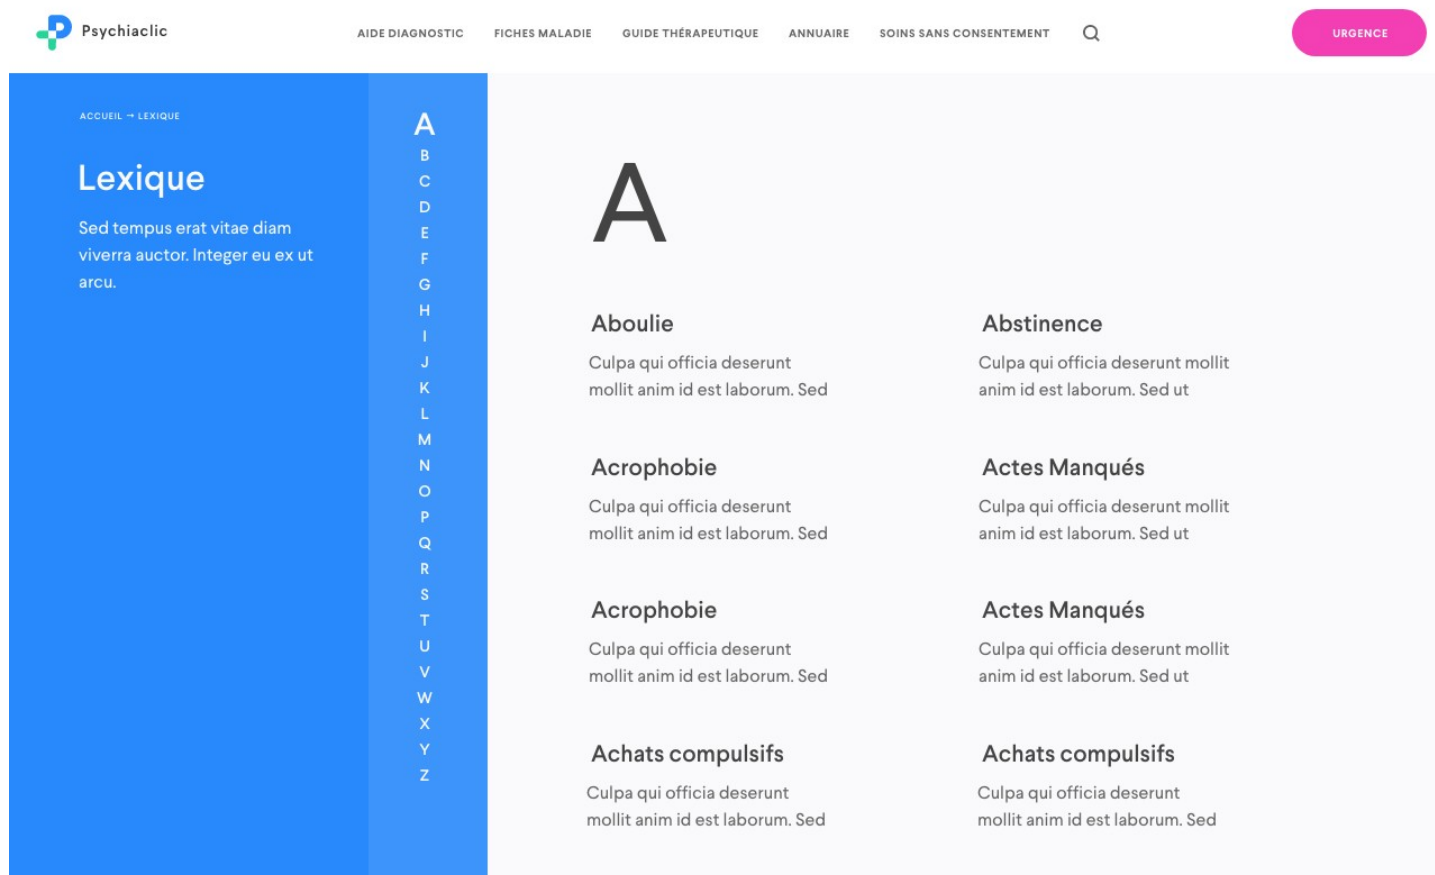 Psychiaclic
AIDE DIAGNOSTIC
FICHES MALADIE
GUIDE THÉRAPEUTIQUE
ANNUAIRE
SOINS SANS CONSENTEMENT
URGENCE
ACCUEIL → LEXIQUE
Lexique
Sed tempus erat vitae diam
viverra auctor. Integer eu ex ut
arcu.
A
B
C
D
E
F
G
H
I
J
K
L
M
N
O
P
Q
R
S
T
U
V
W
X
Y
Z
A
Aboulie
Culpa qui officia deserunt
mollit anim id est laborum. Sed
Abstinence
Culpa qui officia deserunt mollit
anim id est laborum. Sed ut
Acrophobie
Culpa qui officia deserunt
mollit anim id est laborum. Sed
Actes Manqués
Culpa qui officia deserunt mollit
anim id est laborum. Sed ut
Acrophobie
Culpa qui officia deserunt
mollit anim id est laborum. Sed
Actes Manqués
Culpa qui officia deserunt mollit
anim id est laborum. Sed ut
Achats compulsifs
Culpa qui officia deserunt
mollit anim id est laborum. Sed
Achats compulsifs
Culpa qui officia deserunt
mollit anim id est laborum. Sed